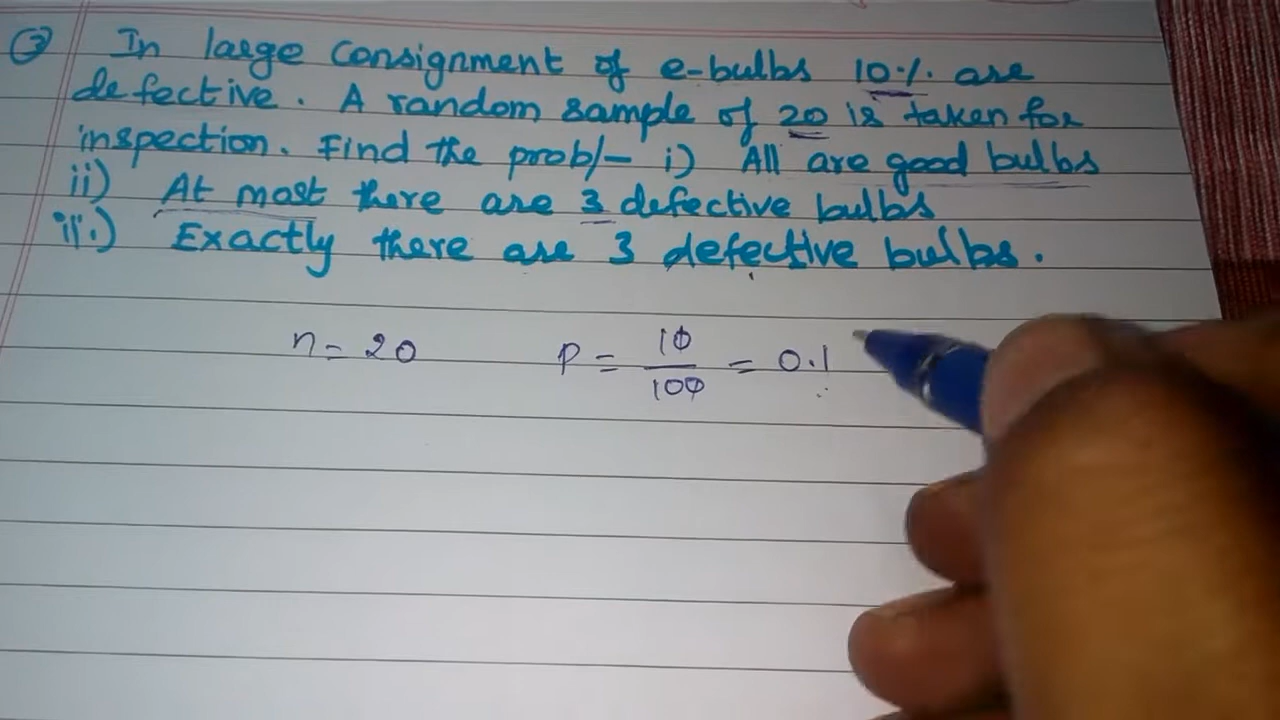 3 In large consignment of e-bulbs 10% are
defective. A random sample of 20 is taken for
inspection. Find the prob/- i) All are good bulbs
ii) At most there are 3 defective bulbs
iii.) Exactly there are 3 defective bulbs.
n = 20 P = 10/100 = 0.1